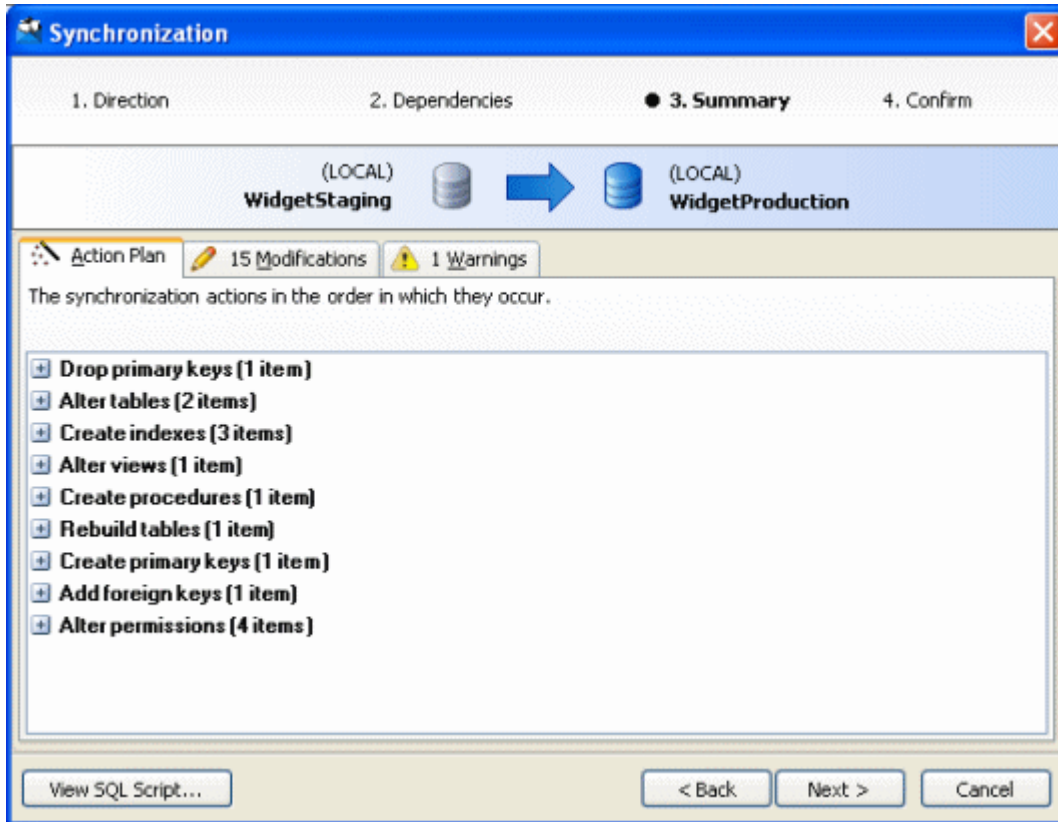 Synchronization
1. Direction 2. Dependencies 3. Summary 4. Confirm
(LOCAL) (LOCAL)
WidgetStaging WidgetProduction
Action Plan 15 Modifications 1 Warnings
The synchronization actions in the order in which they occur.
Drop primary keys (1 item)
Alter tables (2 items)
Create indexes (3 items)
Alter views (1 item)
Create procedures (1 item)
Rebuild tables (1 item)
Create primary keys (1 item)
Add foreign keys (1 item)
Alter permissions (4 items)
View SQL Script... < Back Next > Cancel